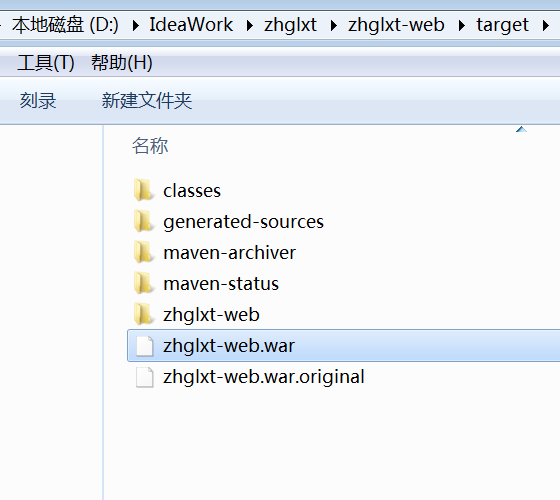 本地磁盘 (D:) IdeaWork zhglxt zhglxt-web target
工具(T) 帮助(H)
刻录 新建文件夹
名称
classes
generated-sources
maven-archiver
maven-status
zhglxt-web
zhglxt-web.war
zhglxt-web.war.original